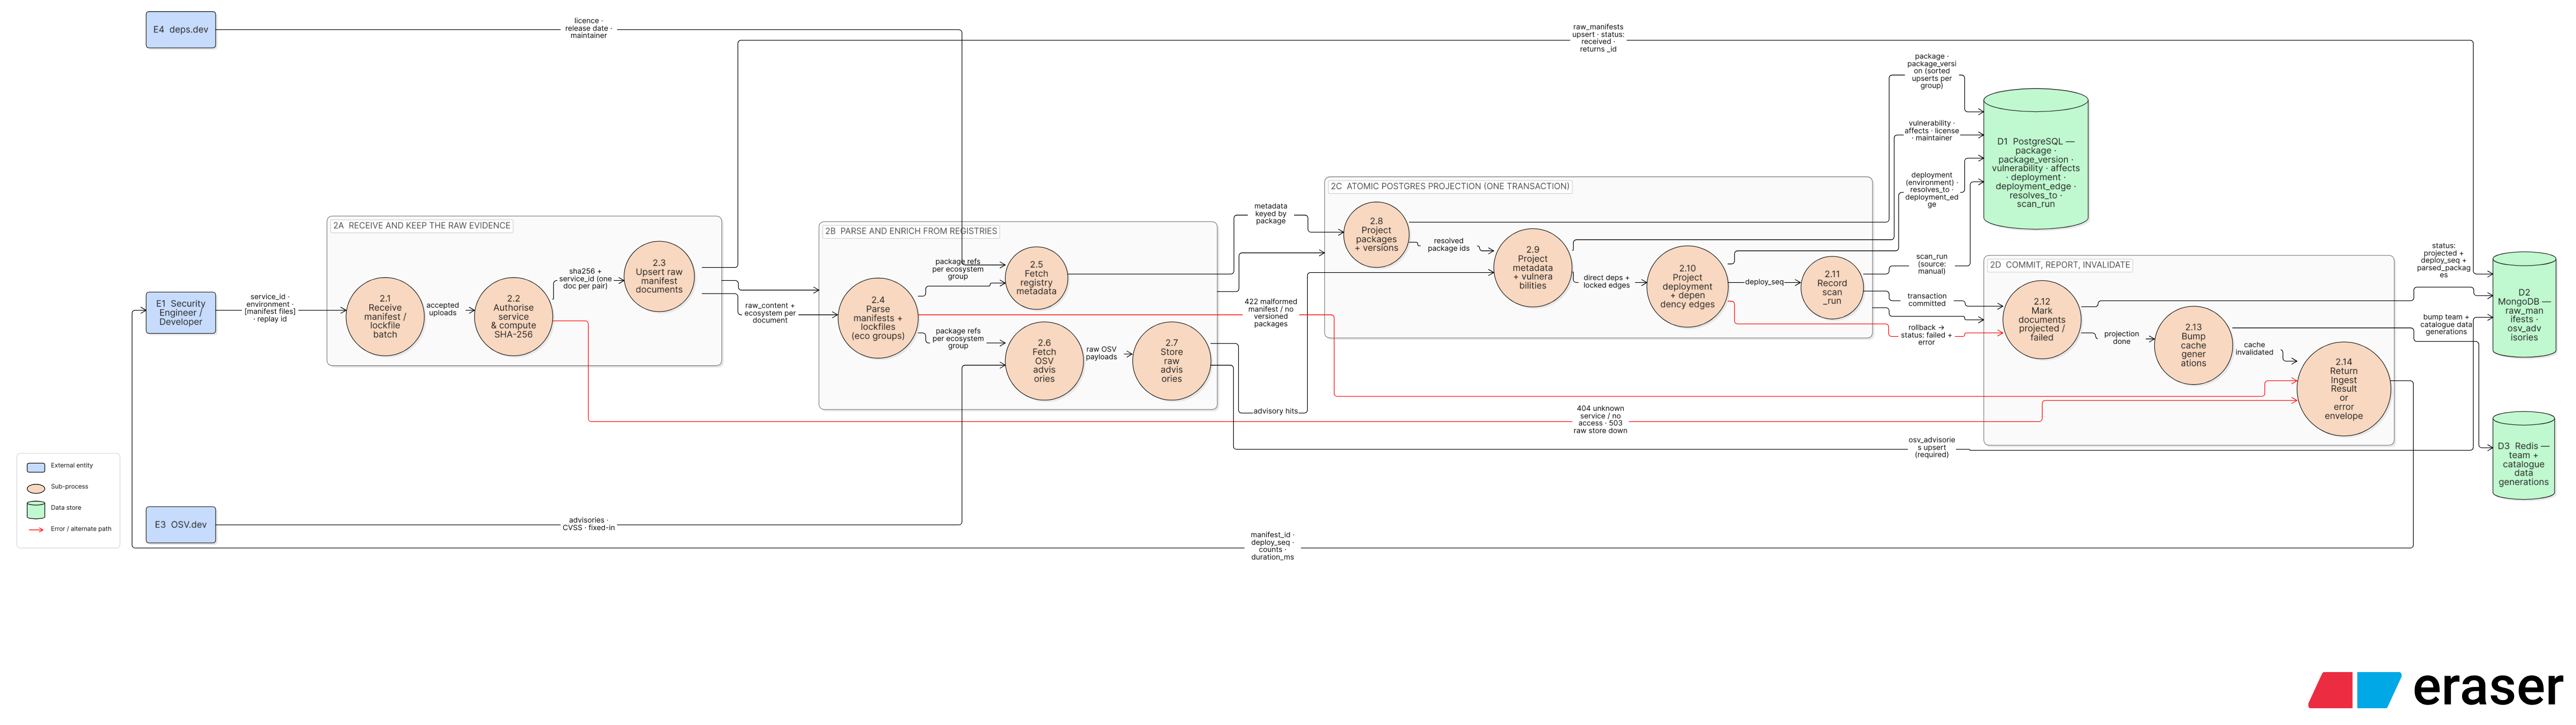 E4 deps.dev
licence ·
release date ·
maintainer
raw_manifests
upsert · status:
received ·
returns _id
package ·
package_versi
on (sorted
upserts per
group)
vulnerability ·
affects · license
· maintainer
deployment
(environment) ·
resolves_to ·
deployment_ed
ge
scan_run
(source:
manual)
D1 PostgreSQL —
package ·
package_version ·
vulnerability · affects
· deployment ·
deployment_edge ·
resolves_to ·
scan_run
E1 Security
Engineer /
Developer
service_id ·
environment ·
[manifest files]
· replay id
2A RECEIVE AND KEEP THE RAW EVIDENCE
2.1
Receive
manifest /
lockfile
batch
accepted
uploads
2.2
Authorise
service
& compute
SHA-256
sha256 +
service_id (one
doc per pair)
2.3
Upsert raw
manifest
documents
raw_content +
ecosystem per
document
2B PARSE AND ENRICH FROM REGISTRIES
2.4
Parse
manifests +
lockfiles
(eco groups)
package refs
per ecosystem
group
2.5
Fetch
registry
metadata
package refs
per ecosystem
group
2.6
Fetch
OSV
advis
ories
raw OSV
payloads
2.7
Store
raw
advis
ories
metadata
keyed by
package
422 malformed
manifest / no
versioned
packages
advisory hits
2C ATOMIC POSTGRES PROJECTION (ONE TRANSACTION)
2.8
Project
packages
+ versions
resolved
package ids
2.9
Project
metadata
+ vulnera
bilities
direct deps +
locked edges
2.10
Project
deployment
+ depen
dency edges
deploy_seq
2.11
Record
scan
_run
transaction
committed
rollback →
status: failed +
error
2D COMMIT, REPORT, INVALIDATE
2.12
Mark
documents
projected /
failed
projection
done
2.13
Bump
cache
gener
ations
cache
invalidated
2.14
Return
Ingest
Result
or
error
envelope
status:
projected +
deploy_seq +
parsed_packag
es
bump team +
catalogue data
generations
D2
MongoDB —
raw_man
ifests ·
osv_adv
isories
D3 Redis —
team +
catalogue
data
generations
404 unknown
service / no
access · 503
raw store down
osv_advisorie
s upsert
(required)
External entity
Sub-process
Data store
Error / alternate path
E3 OSV.dev
advisories ·
CVSS · fixed-in
manifest_id ·
deploy_seq ·
counts ·
duration_ms
eraser